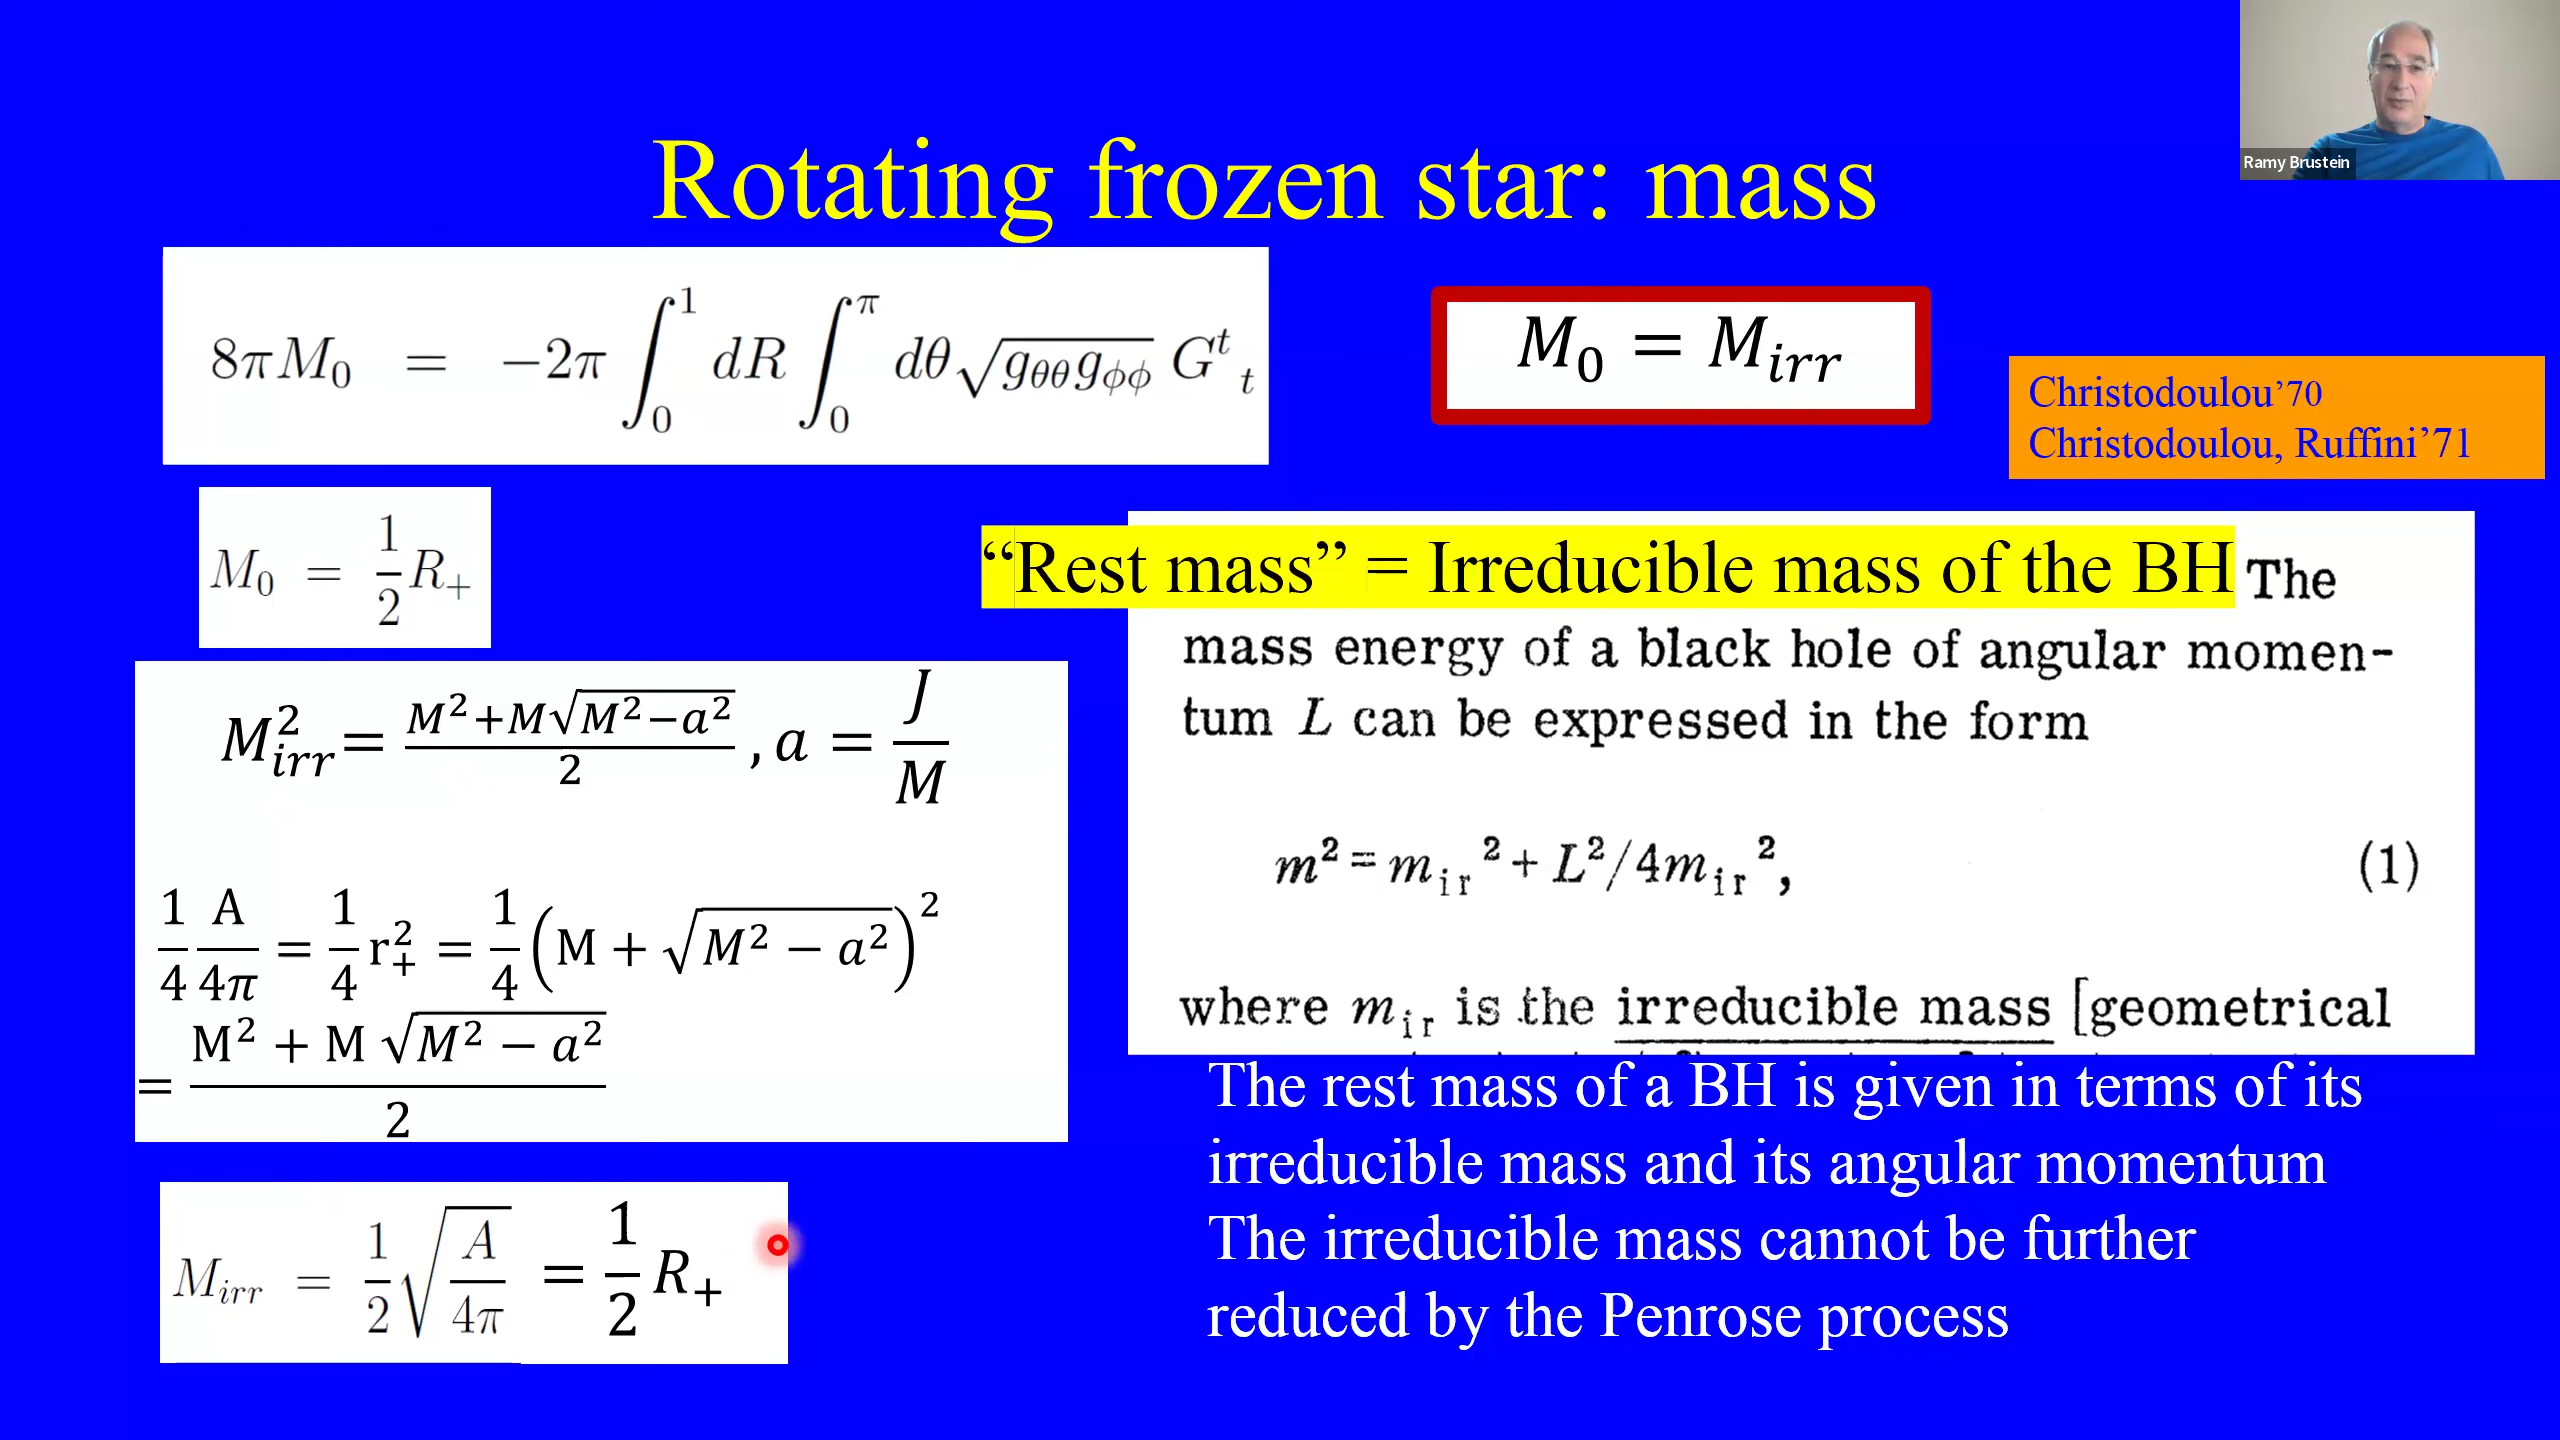 Ramy Brustein
Rotating frozen star: mass
8πM₀ = −2π ∫₀¹ dR ∫₀^π dθ √(g_θθ g_ϕϕ) G^t_t
M₀ = M_irr
Christodoulou’70
Christodoulou, Ruffini’71
M₀ = 1/2 R₊
“Rest mass” = Irreducible mass of the BH The
mass energy of a black hole of angular momen-
tum L can be expressed in the form
m² = m_ir² + L²/4m_ir², (1)
where m_ir is the irreducible mass [geometrical
M²_irr = (M²+M√(M²−a²))/2 , a = J/M
1/4 A/4π = 1/4 r₊² = 1/4 (M + √(M² − a²))²
= (M² + M √(M² − a²))/2
M_irr = 1/2 √(A/4π) = 1/2 R₊
The rest mass of a BH is given in terms of its
irreducible mass and its angular momentum
The irreducible mass cannot be further
reduced by the Penrose process